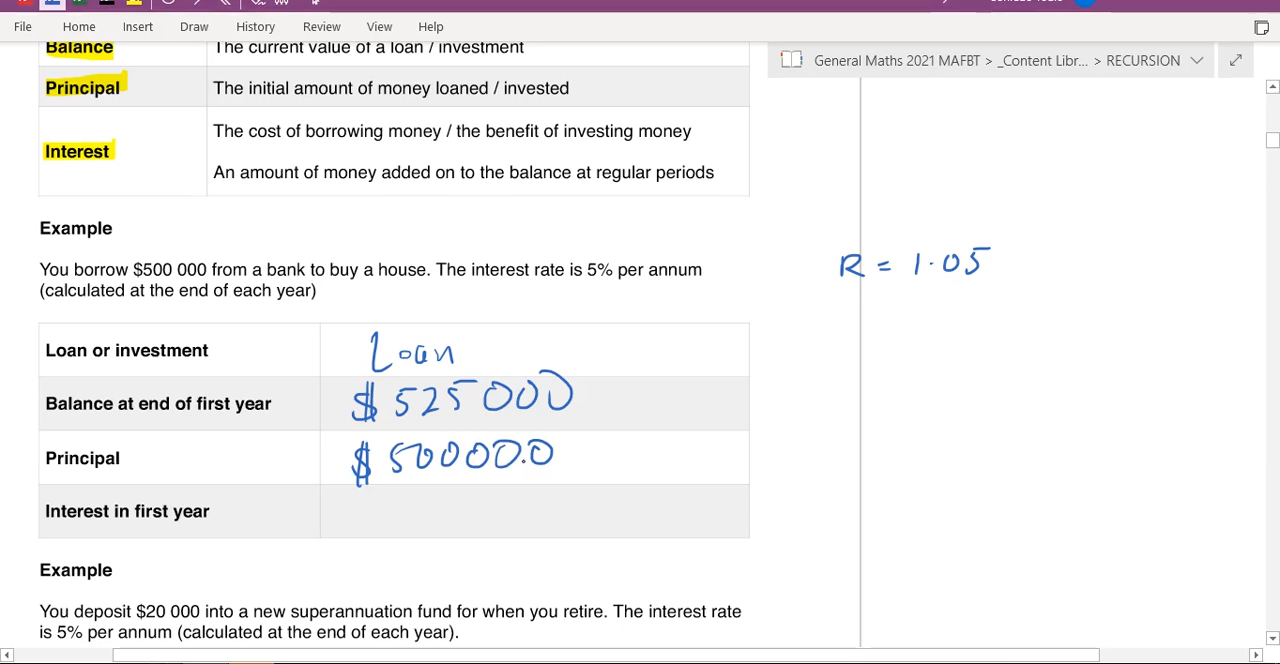 File Home Insert Draw History Review View Help
Balance The current value of a loan / investment
General Maths 2021 MAFBT > _Content Libr... > RECURSION
Principal The initial amount of money loaned / invested
Interest The cost of borrowing money / the benefit of investing money
An amount of money added on to the balance at regular periods
Example
You borrow $500 000 from a bank to buy a house. The interest rate is 5% per annum
(calculated at the end of each year)
R = 1.05
Loan or investment Loan
Balance at end of first year $ 525000
Principal $ 500000
Interest in first year
Example
You deposit $20 000 into a new superannuation fund for when you retire. The interest rate
is 5% per annum (calculated at the end of each year).